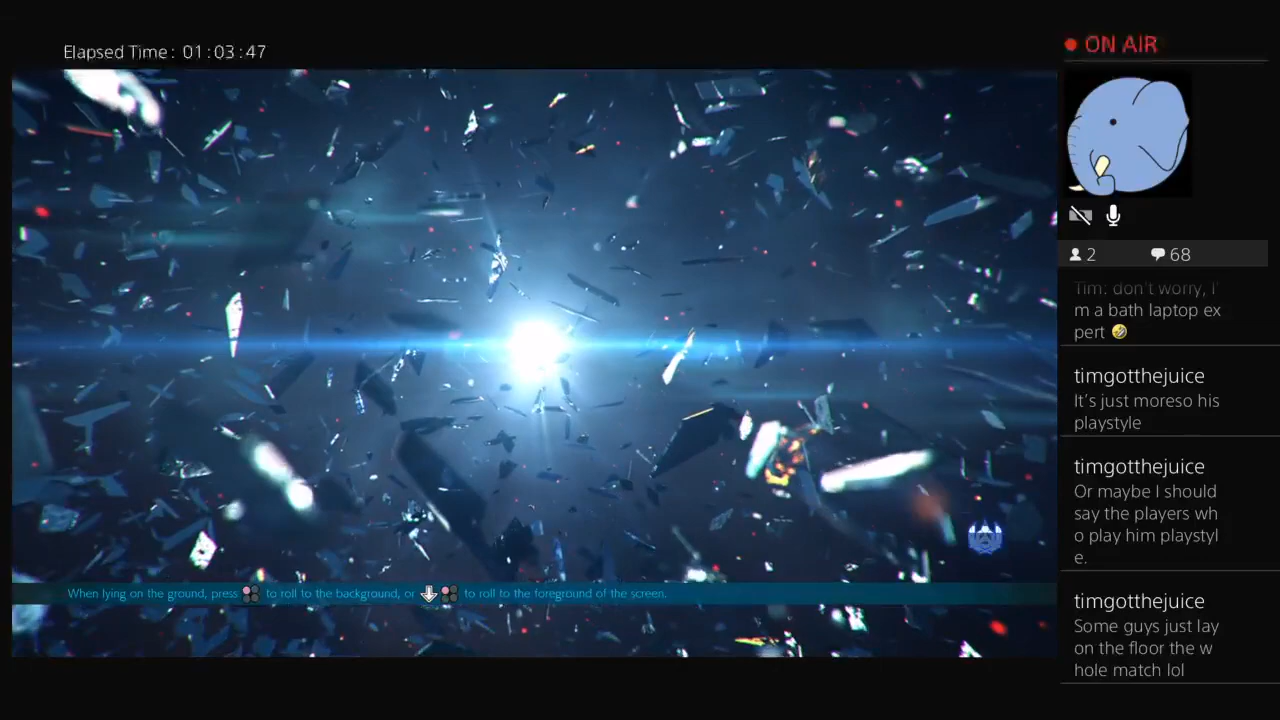 Elapsed Time: 01:03:47
When lying on the ground, press to roll to the background, or to roll to the foreground of the screen.
ON AIR
2 68
Tim: don't worry, I'
m a bath laptop ex
pert 🤣
timgotthejuice
It's just moreso his
playstyle
timgotthejuice
Or maybe I should
say the players wh
o play him playstyl
e.
timgotthejuice
Some guys just lay
on the floor the w
hole match lol